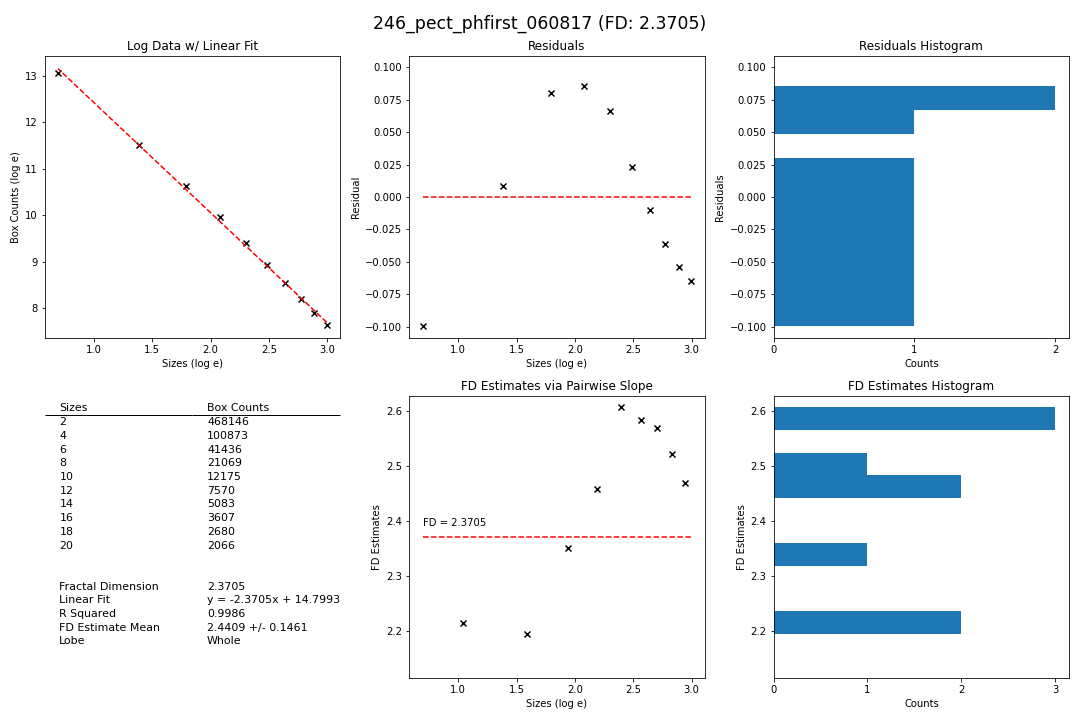 246_pect_phfirst_060817 (FD: 2.3705)
Log Data w/ Linear Fit
13
12
11
10
9
8
Box Counts (log e)
1.0 1.5 2.0 2.5 3.0
Sizes (log e)
Residuals
0.100
0.075
0.050
0.025
0.000
−0.025
−0.050
−0.075
−0.100
Residual
1.0 1.5 2.0 2.5 3.0
Sizes (log e)
Residuals Histogram
0.100
0.075
0.050
0.025
0.000
−0.025
−0.050
−0.075
−0.100
Residuals
0 1 2
Counts
Sizes Box Counts
2 468146
4 100873
6 41436
8 21069
10 12175
12 7570
14 5083
16 3607
18 2680
20 2066
Fractal Dimension 2.3705
Linear Fit y = -2.3705x + 14.7993
R Squared 0.9986
FD Estimate Mean 2.4409 +/- 0.1461
Lobe Whole
FD Estimates via Pairwise Slope
2.6
2.5
2.4
2.3
2.2
FD Estimates
FD = 2.3705
1.0 1.5 2.0 2.5 3.0
Sizes (log e)
FD Estimates Histogram
2.6
2.5
2.4
2.3
2.2
FD Estimates
0 1 2 3
Counts